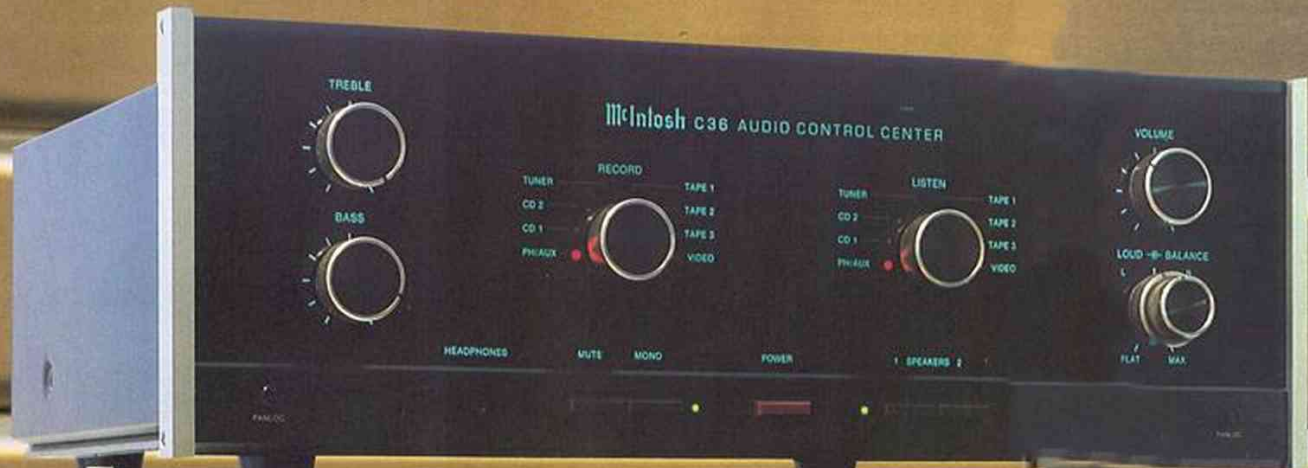 TREBLE
McIntosh C36 AUDIO CONTROL CENTER
VOLUME
RECORD
TUNER TAPE 1
CD 2 TAPE 2
CD 1 TAPE 3
PH/AUX VIDEO
LISTEN
TUNER TAPE 1
CD 2 TAPE 2
CD 1 TAPE 3
PH/AUX VIDEO
BASS
LOUD BALANCE
L R
FLAT MAX
HEADPHONES MUTE MONO POWER 1 SPEAKERS 2
PANLOC
PANLOC